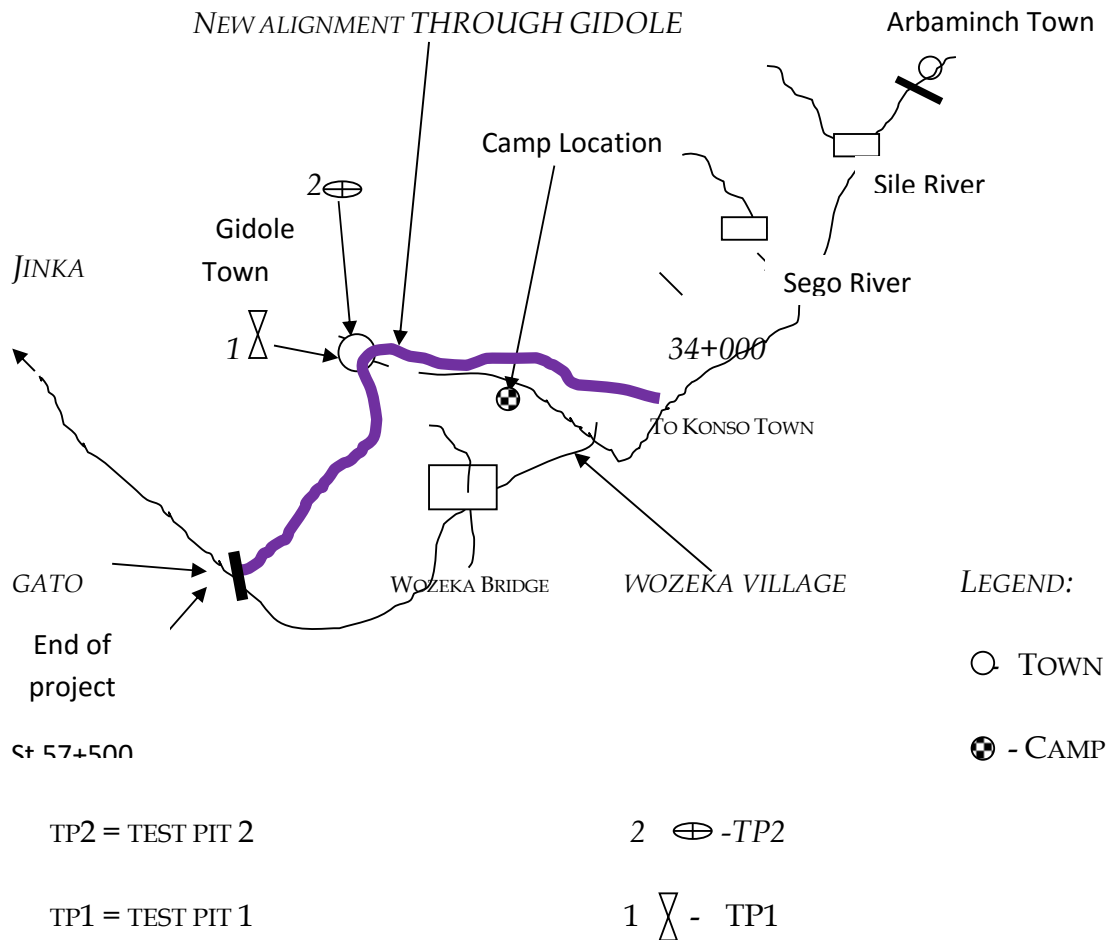 NEW ALIGNMENT THROUGH GIDOLE
Arbaminch Town
Camp Location
Sile River
2
Gidole
Town
JINKA
Sego River
1
34+000
TO KONSO TOWN
GATO
WOZEKA BRIDGE
WOZEKA VILLAGE
LEGEND:
End of
project
TOWN
St 57+500
- CAMP
TP2 = TEST PIT 2
2 -TP2
TP1 = TEST PIT 1
1 - TP1